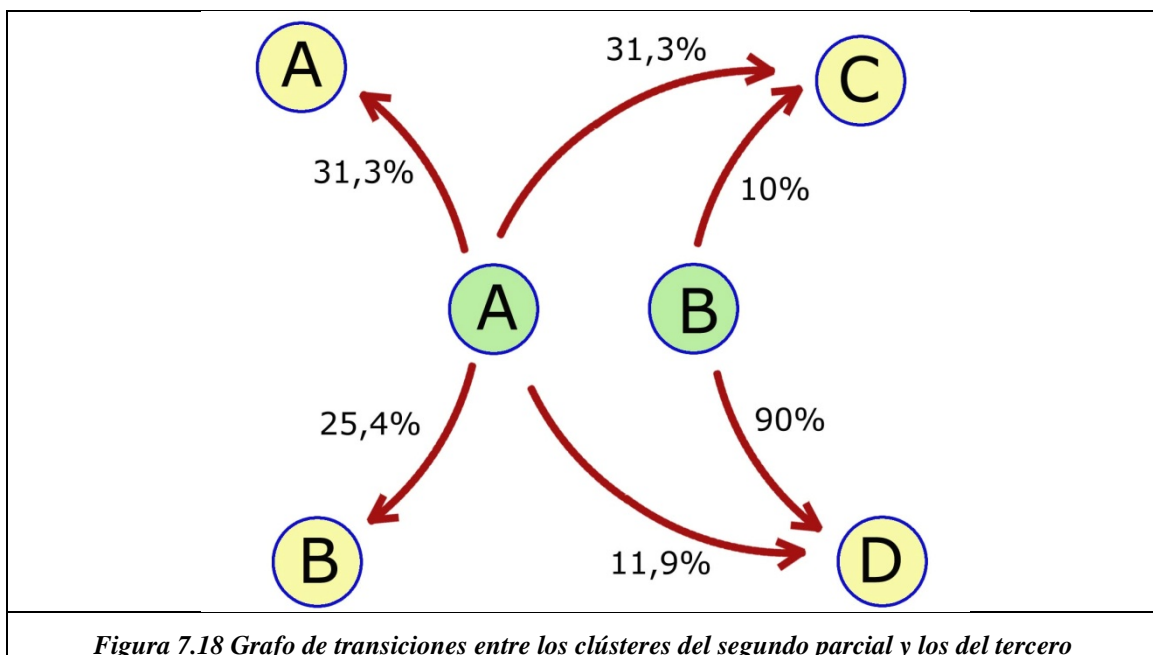 A
31,3%
C
31,3%
10%
A
B
25,4%
90%
B
11,9%
D
Figura 7.18 Grafo de transiciones entre los clústeres del segundo parcial y los del tercero